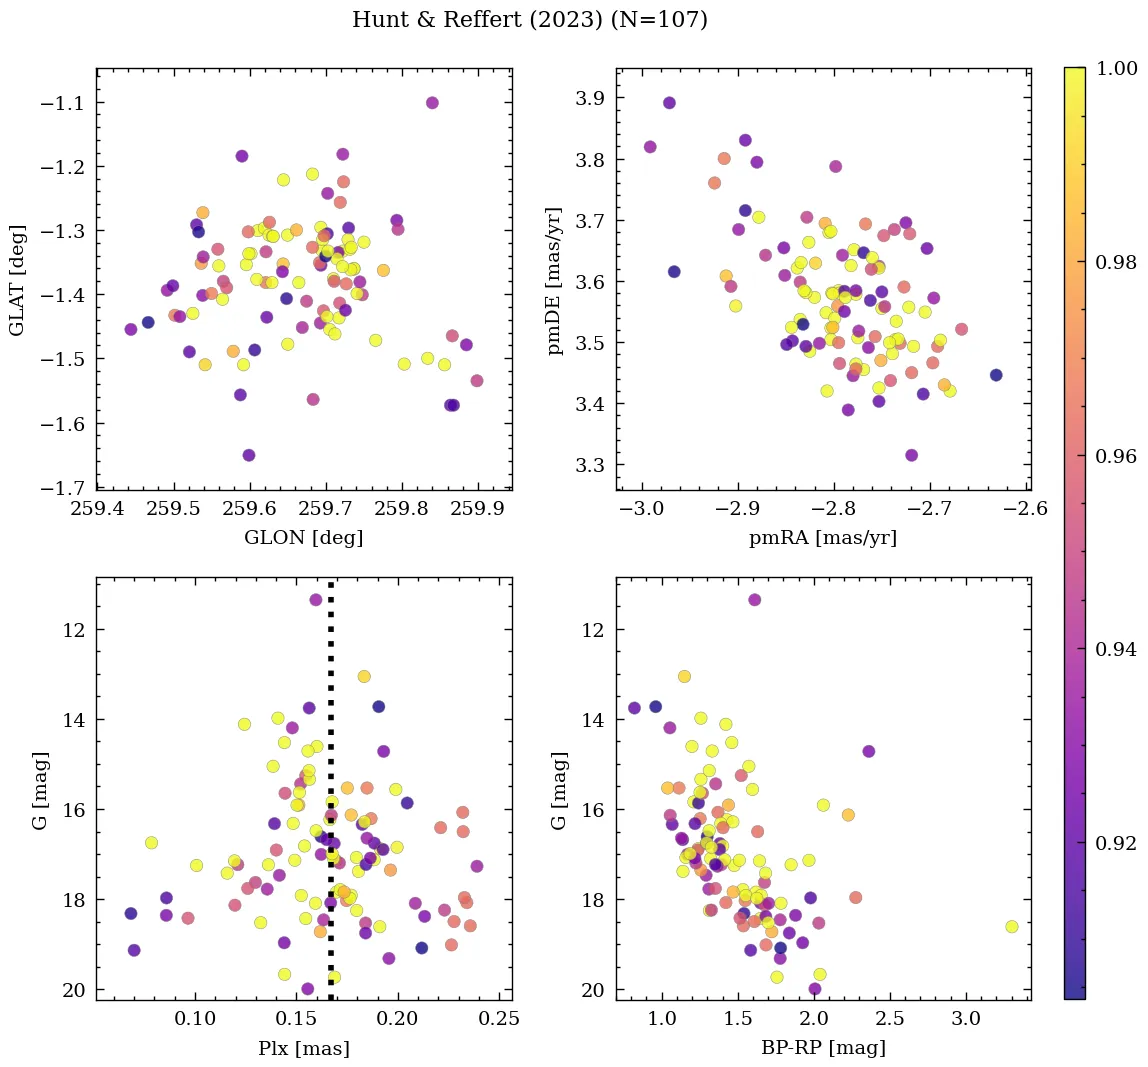 Hunt & Reffert (2023) (N=107)
−1.1
−1.2
−1.3
−1.4
−1.5
−1.6
−1.7
GLAT [deg]
259.4 259.5 259.6 259.7 259.8 259.9
GLON [deg]
3.9
3.8
3.7
3.6
3.5
3.4
3.3
pmDE [mas/yr]
−3.0 −2.9 −2.8 −2.7 −2.6
pmRA [mas/yr]
12
14
16
18
20
G [mag]
0.10 0.15 0.20 0.25
Plx [mas]
12
14
16
18
20
G [mag]
1.0 1.5 2.0 2.5 3.0
BP-RP [mag]
1.00
0.98
0.96
0.94
0.92